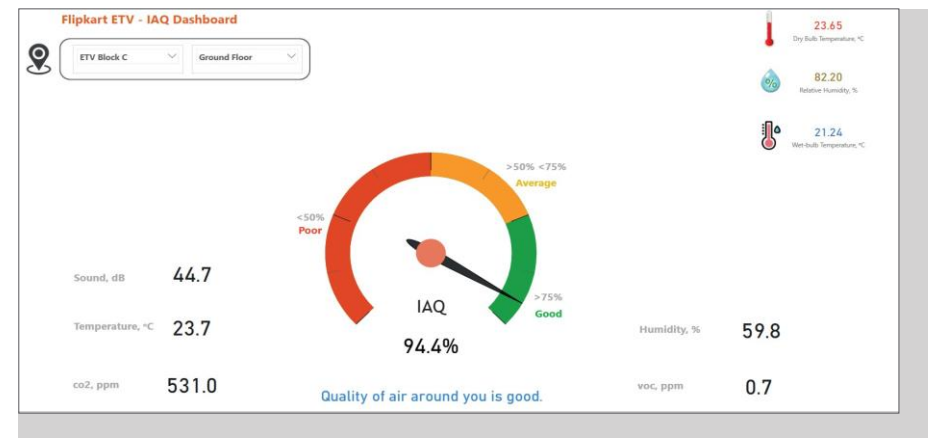 Flipkart ETV - IAQ Dashboard
ETV Block C
Ground Floor
23.65
Dry Bulb Temperature, °C
%
82.20
Relative Humidity, %
21.24
Wet-bulb Temperature, °C
>50% <75%
Average
<50%
Poor
>75%
Good
IAQ
94.4%
Quality of air around you is good.
Sound, dB 44.7
Temperature, °C 23.7
co2, ppm 531.0
Humidity, % 59.8
voc, ppm 0.7